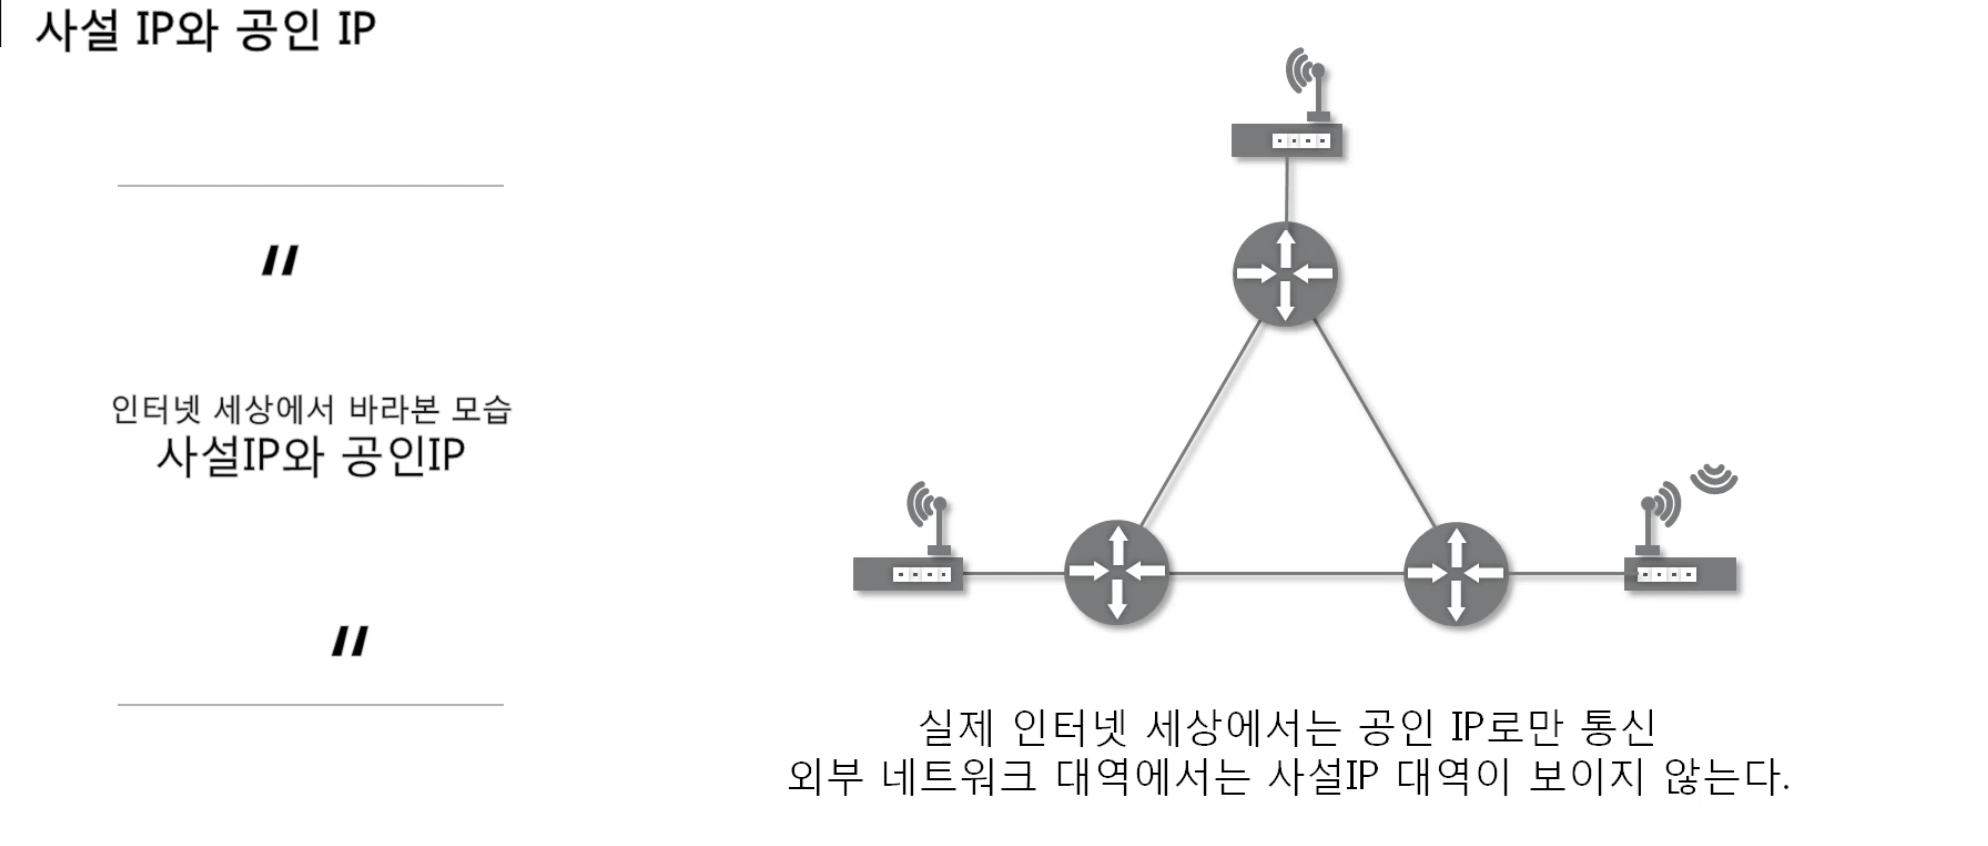 사설 IP와 공인 IP
"
인터넷 세상에서 바라본 모습
사설IP와 공인IP
"
실제 인터넷 세상에서는 공인 IP로만 통신
외부 네트워크 대역에서는 사설IP 대역이 보이지 않는다.